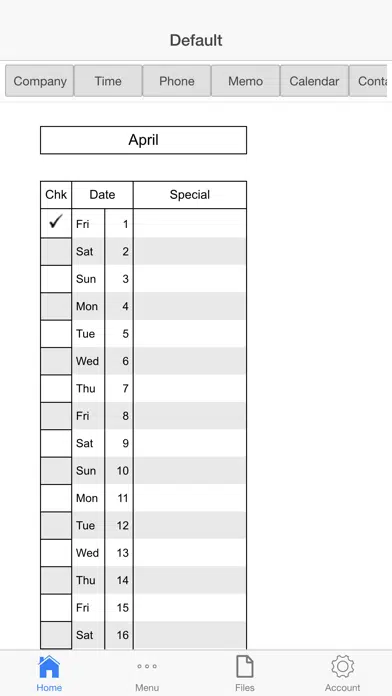 Default
Company Time Phone Memo Calendar Conta
April
Chk Date Special
✓ Fri 1
Sat 2
Sun 3
Mon 4
Tue 5
Wed 6
Thu 7
Fri 8
Sat 9
Sun 10
Mon 11
Tue 12
Wed 13
Thu 14
Fri 15
Sat 16
Home Menu Files Account